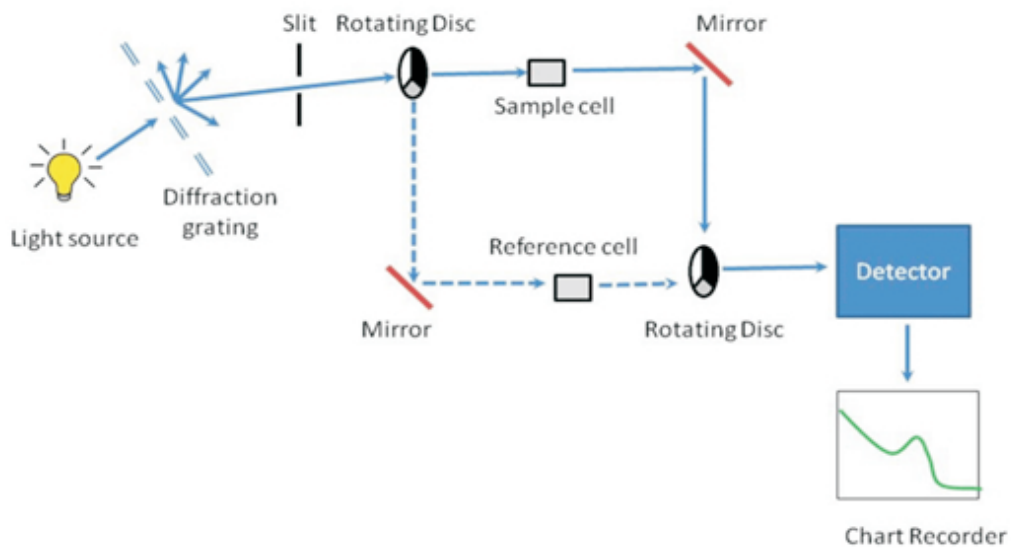 Slit
Rotating Disc
Mirror
Sample cell
Diffraction
grating
Light source
Reference cell
Detector
Mirror
Rotating Disc
Chart Recorder